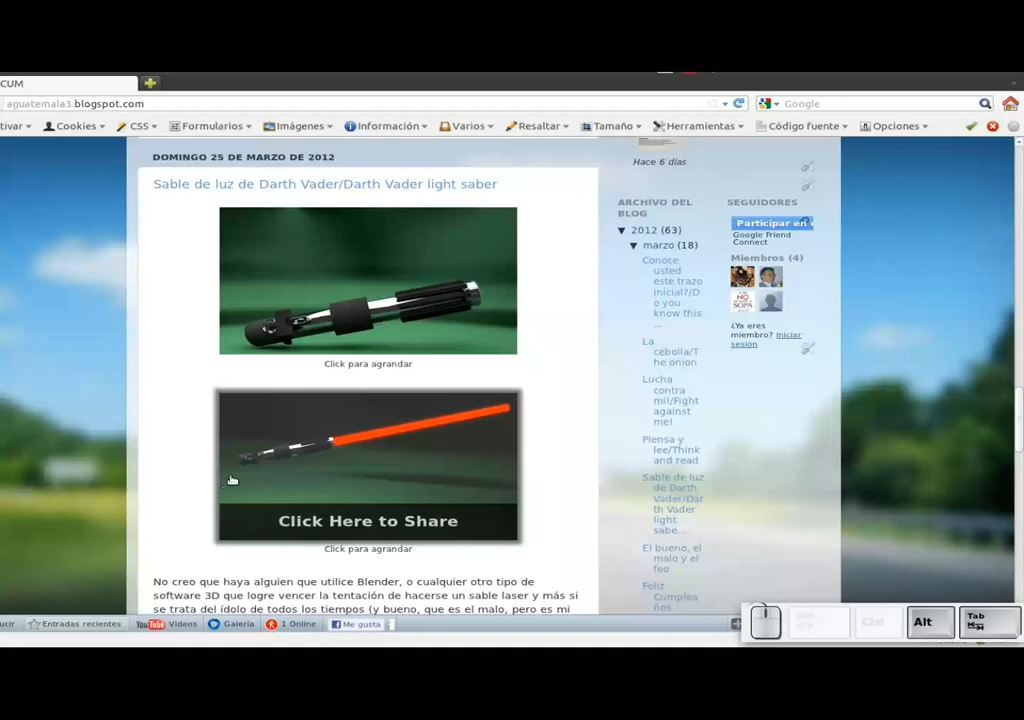 CUM
aguatemala3.blogspot.com
Google
tivar Cookies CSS Formularios Imágenes Información Varios Resaltar Tamaño Herramientas Código fuente Opciones
DOMINGO 25 DE MARZO DE 2012
Sable de luz de Darth Vader/Darth Vader light saber
Click para agrandar
Click Here to Share
Click para agrandar
No creo que haya alguien que utilice Blender, o cualquier otro tipo de
software 3D que logre vencer la tentación de hacerse un sable laser y más si
se trata del ídolo de todos los tiempos (y bueno, que es el malo, pero es mi
Hace 6 días
ARCHIVO DEL
BLOG
▼ 2012 (63)
▼ marzo (18)
Conoce
usted
este trazo
inicial?/D
o you
know this
...
La
cebolla/T
he onion
Lucha
contra
mi!/Fight
against
me!
Piensa y
lee/Think
and read
Sable de luz
de Darth
Vader/Dar
th Vader
light
sabe...
El bueno, el
malo y el
feo
Feliz
Cumplea
ños
SEGUIDORES
Participar en
Google Friend
Connect
Miembros (4)
NO
SOPA
¿Ya eres
miembro? Iniciar
sesión
ucir Entradas recientes YouTube Videos Galería 1 Online Me gusta
Ctrl
Alt
Tab